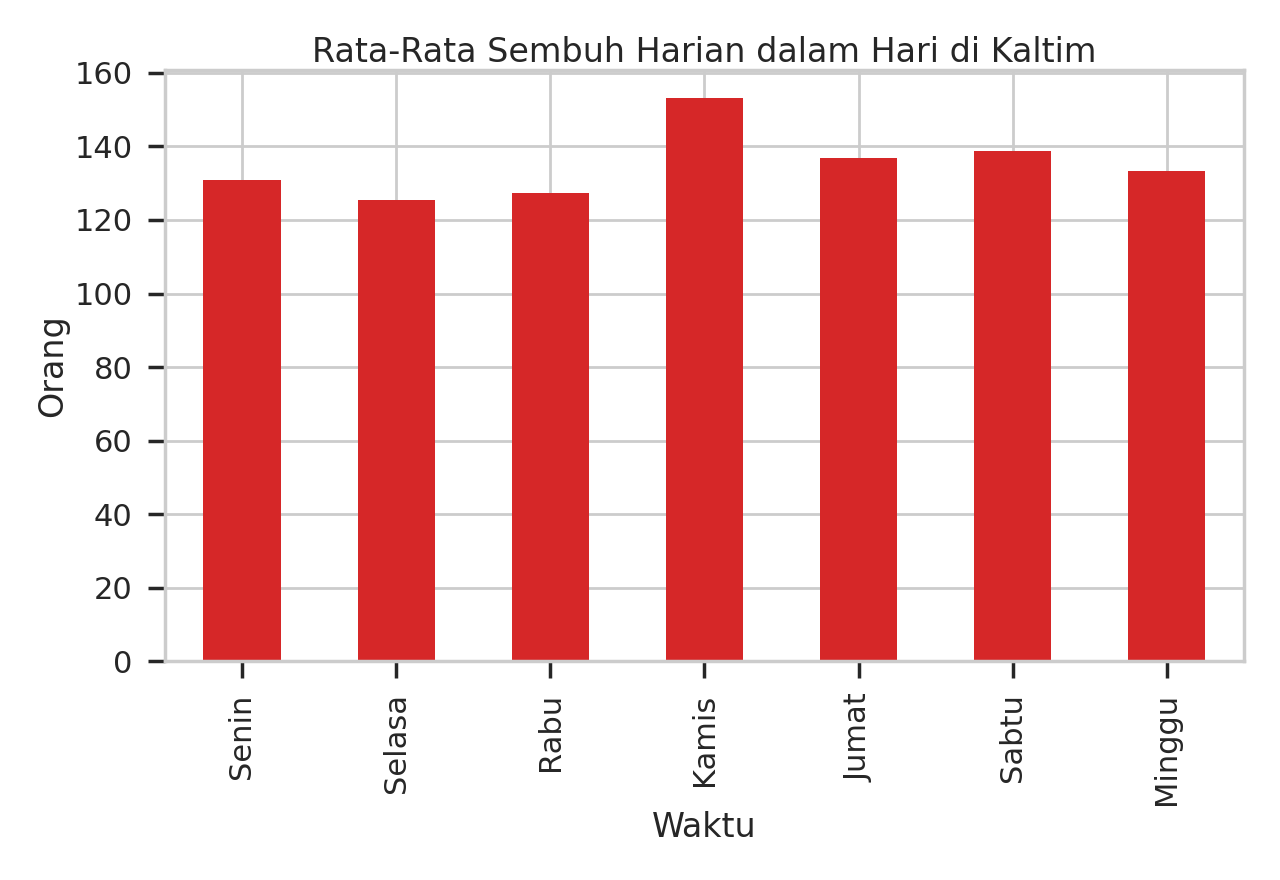 Rata-Rata Sembuh Harian dalam Hari di Kaltim
160
140
120
100
80
60
40
20
0
Orang
Senin
Selasa
Rabu
Kamis
Jumat
Sabtu
Minggu
Waktu